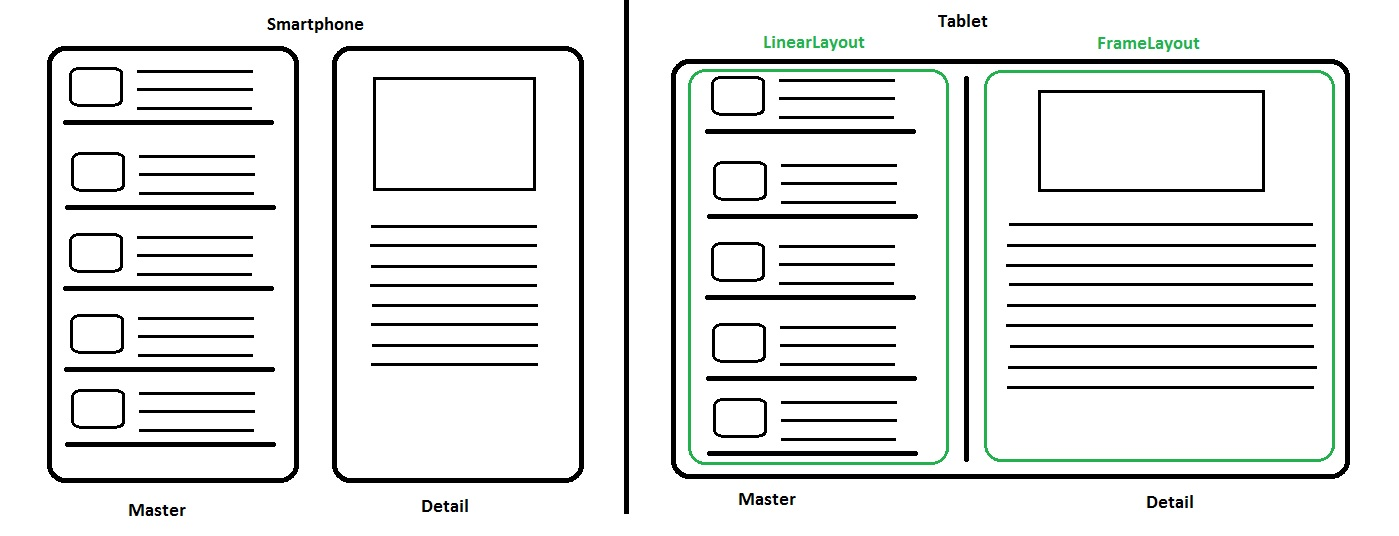 Smartphone
Master
Detail
Tablet
LinearLayout
FrameLayout
Master
Detail